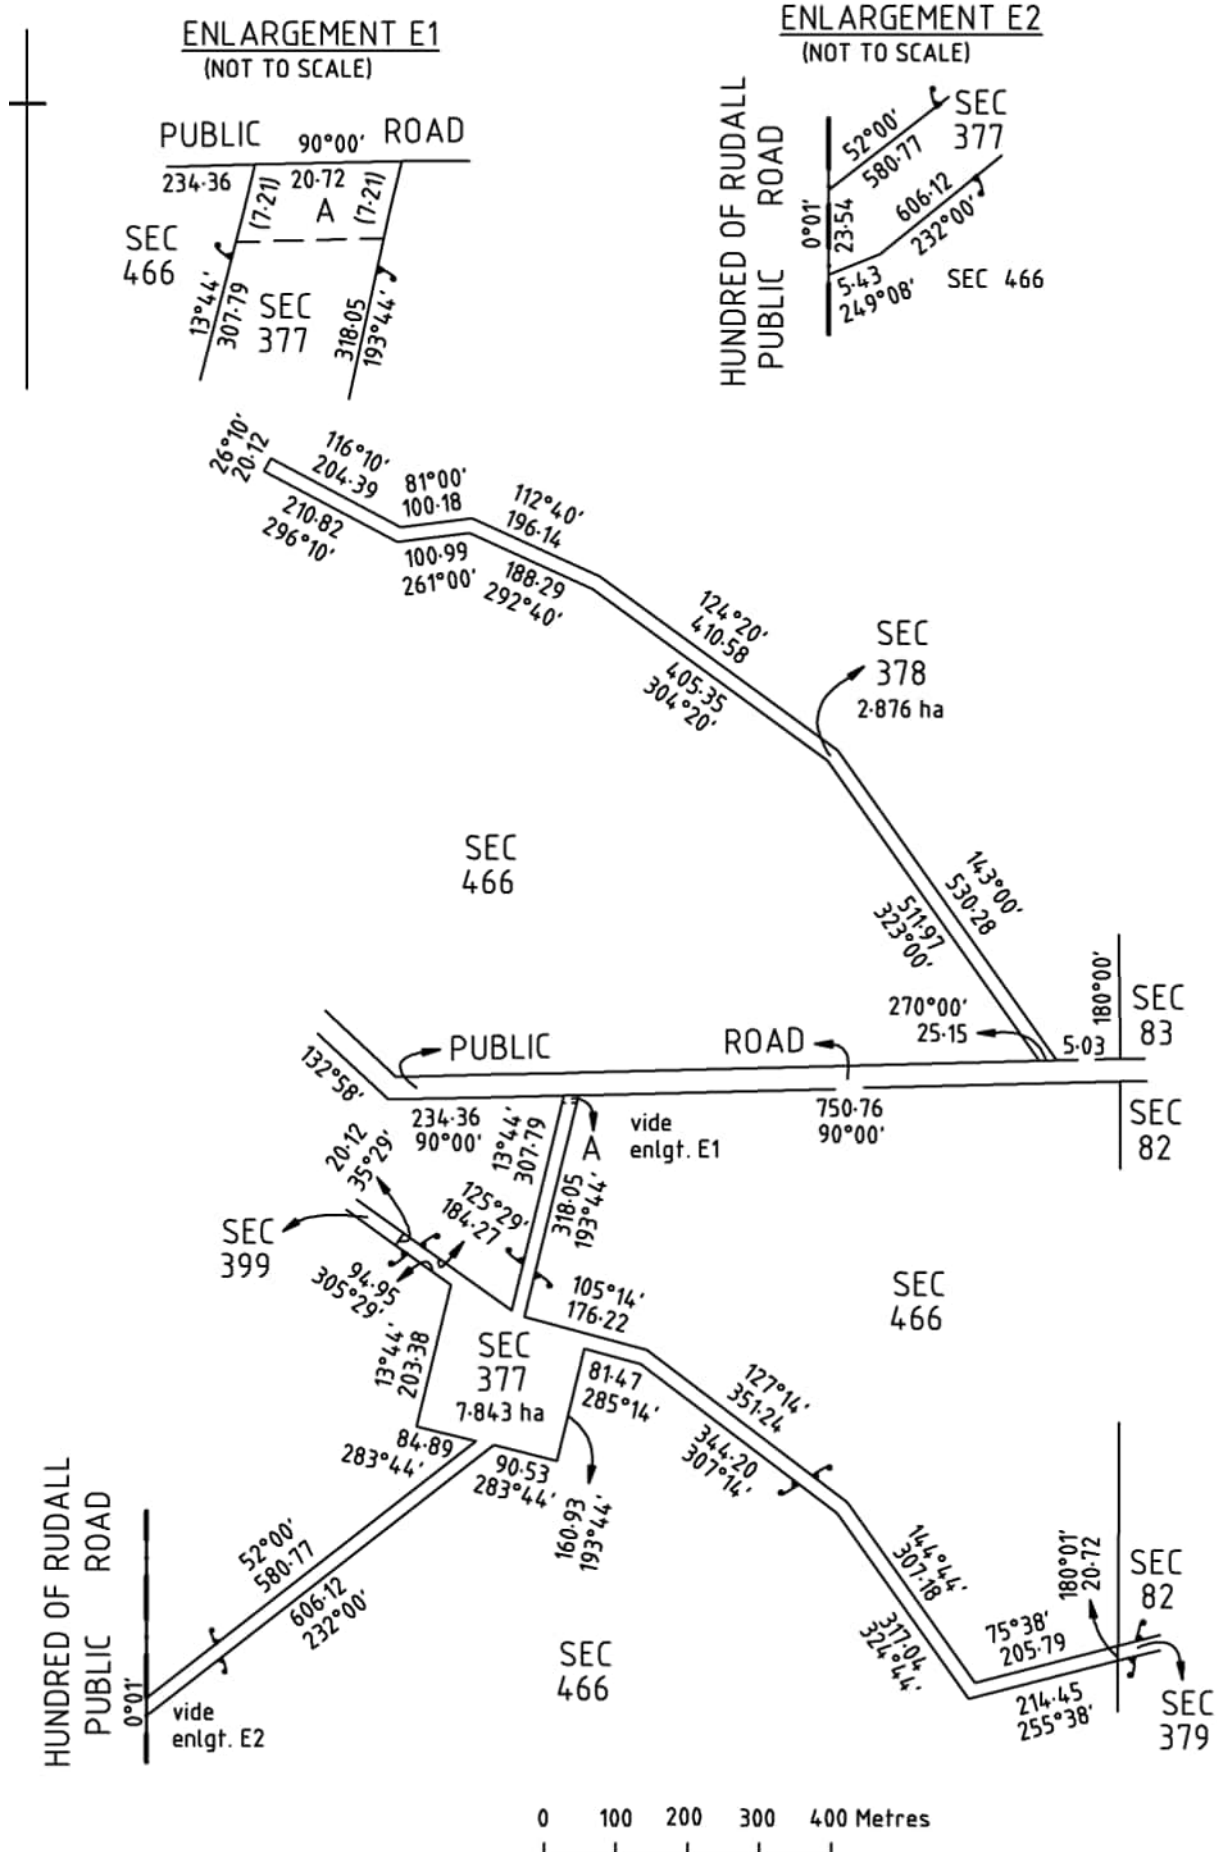 ENLARGEMENT E1
(NOT TO SCALE)
PUBLIC
90°00'
ROAD
234·36
20·72
(7·21)
(7·21)
A
SEC
466
SEC
377
13°44'
307·79
318·05
193°44'
ENLARGEMENT E2
(NOT TO SCALE)
HUNDRED OF RUDALL
PUBLIC ROAD
52°00'
580·77
SEC
377
606·12
232°00'
0°01'
23·54
5·43
249°08'
SEC 466
26°10'
20·12
116°10'
204·39
81°00'
100·18
112°40'
196·14
210·82
296°10'
100·99
261°00'
188·29
292°40'
124°20'
410·58
405·35
304°20'
SEC
378
2·876 ha
SEC
466
143°00'
530·28
511·97
323°00'
270°00'
25·15
180°00'
SEC
83
5·03
PUBLIC
ROAD
132°58'
234·36
90°00'
13°44'
307·79
A
vide
enlgt. E1
750·76
90°00'
SEC
82
20·12
35°29'
SEC
399
125°29'
184·27
318·05
193°44'
94·95
305°29'
105°14'
176·22
SEC
466
13°44'
203·38
SEC
377
7·843 ha
81·47
285°14'
127°14'
351·24
344·20
307°14'
84·89
283°44'
90·53
283°44'
160·93
193°44'
HUNDRED OF RUDALL
PUBLIC ROAD
52°00'
580·77
606·12
232°00'
144°44'
307·18
317·04
324°44'
180°01'
20·72
SEC
82
75°38'
205·79
214·45
255°38'
SEC
379
SEC
466
0°01'
vide
enlgt. E2
0 100 200 300 400 Metres